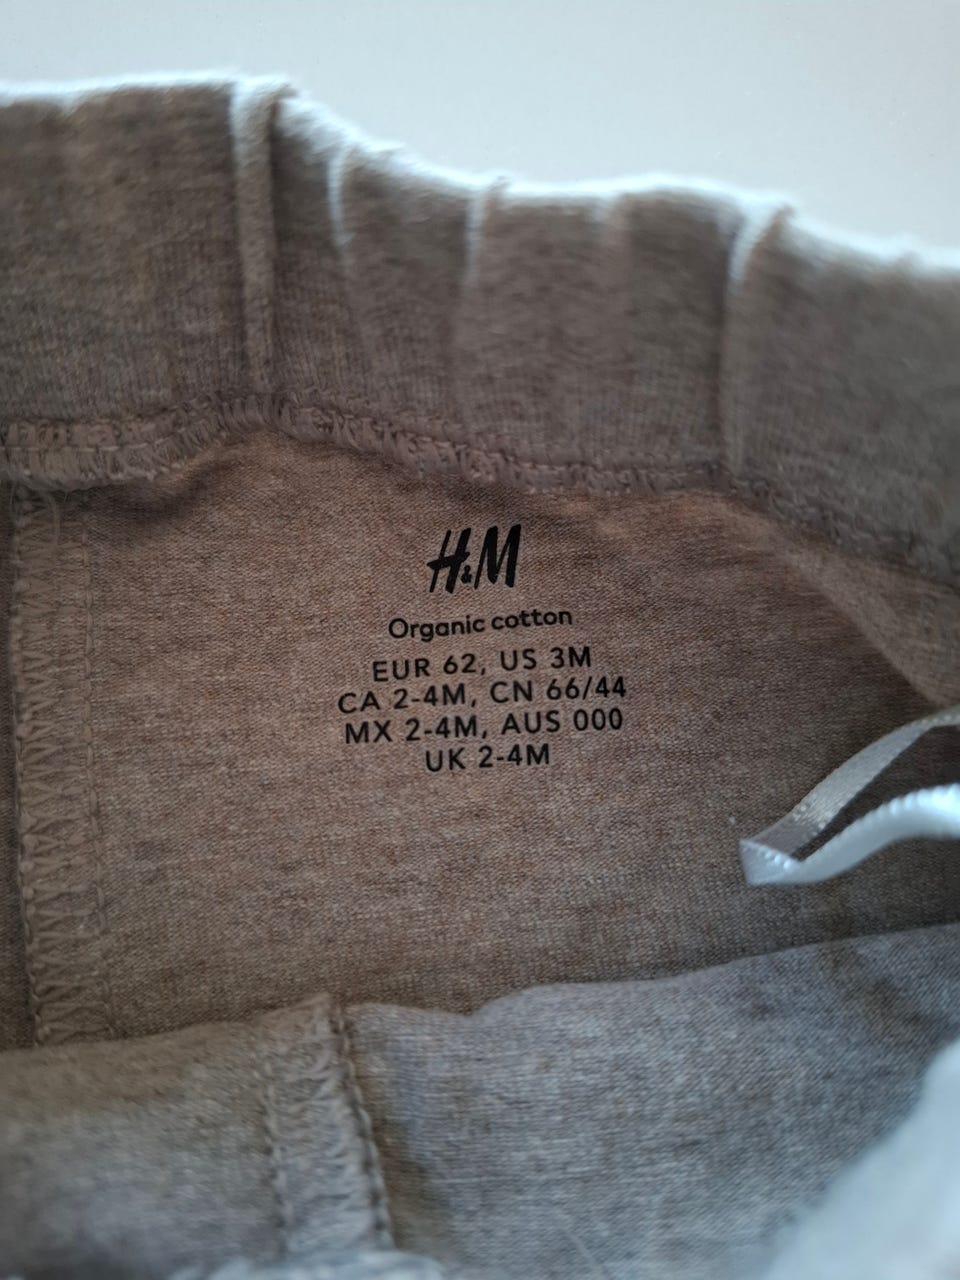 H&M
Organic cotton
EUR 62, US 3M
CA 2-4M, CN 66/44
MX 2-4M, AUS 000
UK 2-4M